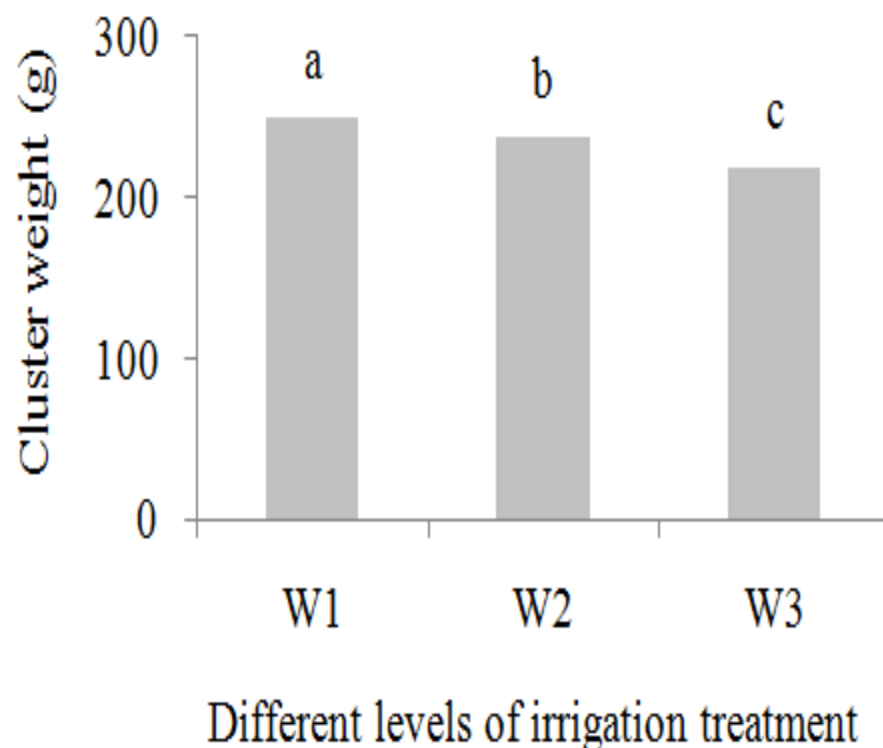 Cluster weight (g)
300
200
100
0
a
b
c
W1
W2
W3
Different levels of irrigation treatment